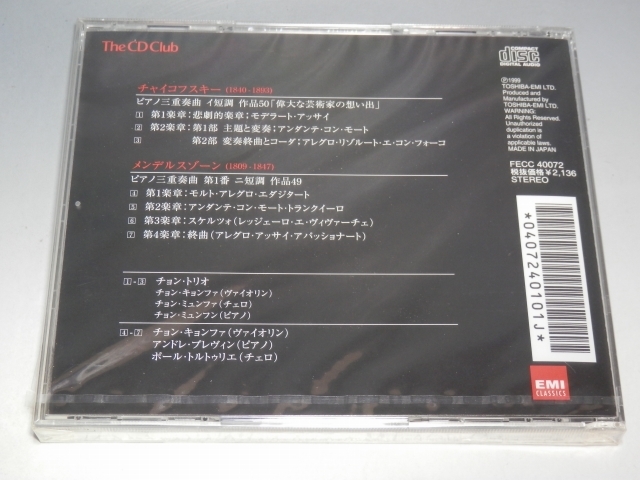 The CD Club
COMPACT
disc
DIGITAL AUDIO
チャイコフスキー (1840-1893)
ピアノ三重奏曲 イ短調 作品50「偉大な芸術家の想い出」
1 第1楽章:悲劇的楽章;モデラート・アッサイ
2 第2楽章:第1部 主題と変奏;アンダンテ・コン・モート
3 第2部 変奏終曲とコーダ;アレグロ・リゾルート・エ・コン・フォーコ
メンデルスゾーン (1809-1847)
ピアノ三重奏曲 第1番 ニ短調 作品49
4 第1楽章:モルト・アレグロ・エダジタート
5 第2楽章:アンダンテ・コン・モート・トランクイーロ
6 第3楽章:スケルツォ(レッジェーロ・エ・ヴィヴァーチェ)
7 第4楽章:終曲(アレグロ・アッサイ・アパッショナート)
1-3 チョン・トリオ
チョン・キョンファ(ヴァイオリン)
チョン・ミュンファ(チェロ)
チョン・ミュンフン(ピアノ)
4-7 チョン・キョンファ(ヴァイオリン)
アンドレ・プレヴィン(ピアノ)
ポール・トルトゥリエ(チェロ)
Ⓟ1999
TOSHIBA-EMI LTD.
Produced and
Manufactured by
TOSHIBA-EMI LTD.
WARNING:
All Rights Reserved.
Unauthorized
duplication is
a violation of
applicable laws.
MADE IN JAPAN
FECC 40072
税抜価格¥2,136
STEREO
*0407240101J*
EMI
CLASSICS